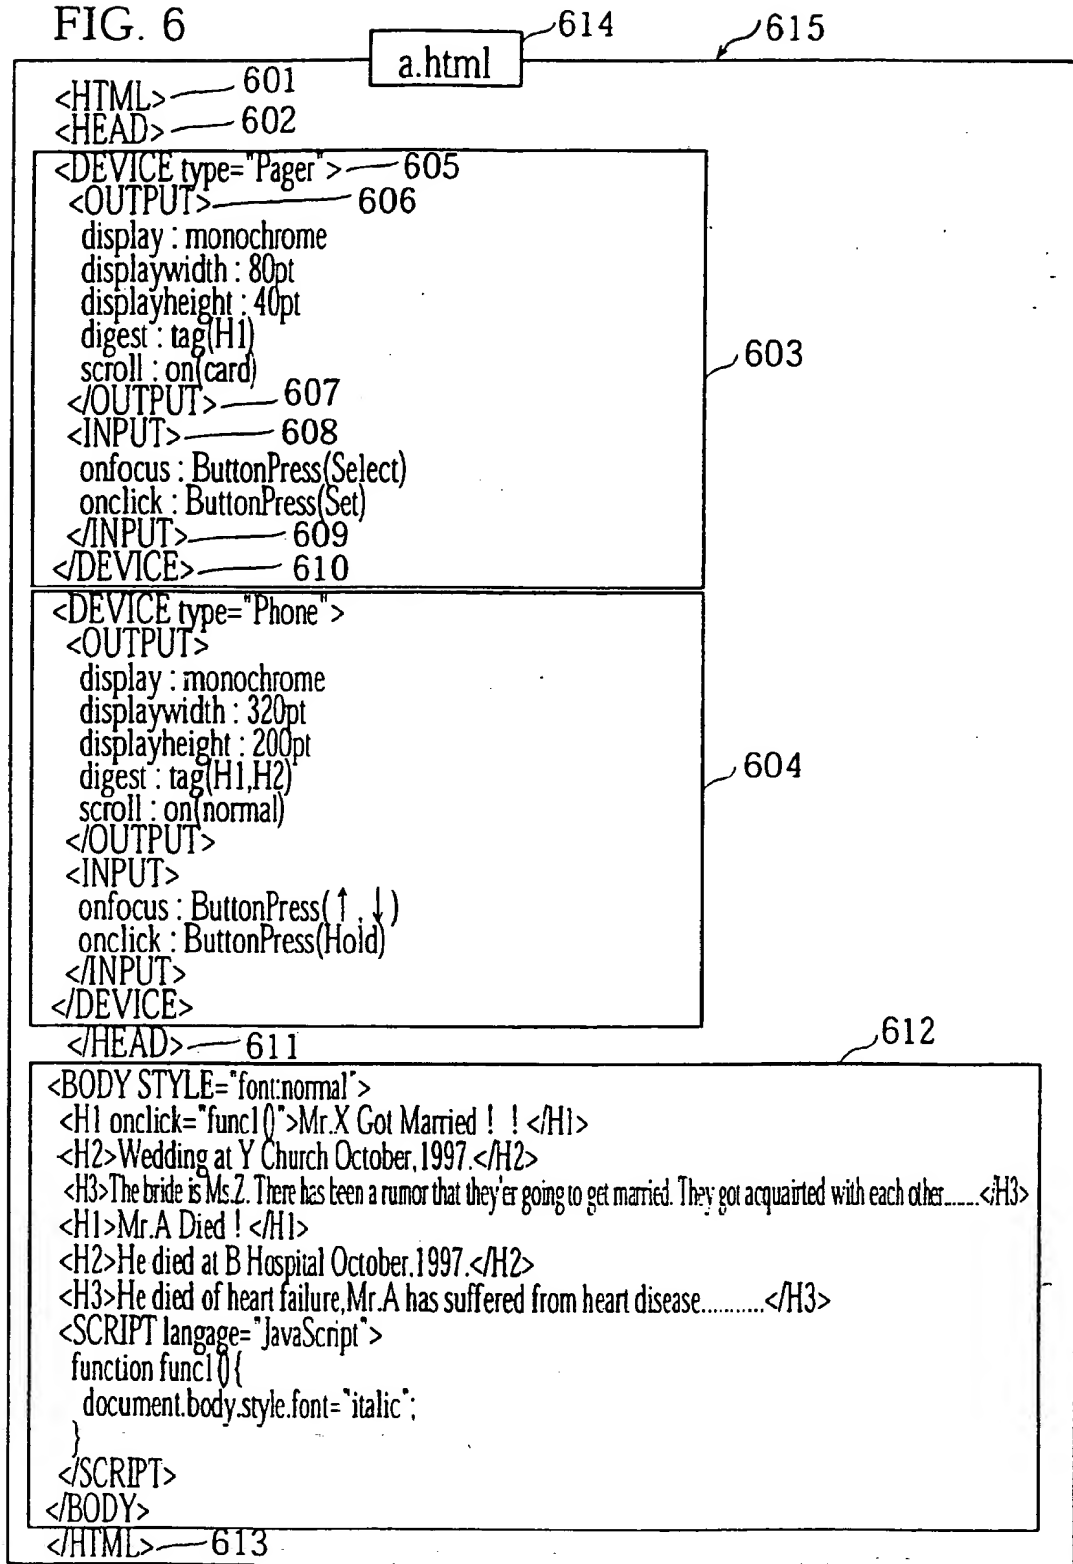 FIG. 6
614
615
a.html
<HTML> 601
<HEAD> 602
<DEVICE type="Pager"> 605
<OUTPUT> 606
display : monochrome
displaywidth : 80pt
displayheight : 40pt
digest : tag(H1)
scroll : on(card)
603
</OUTPUT> 607
<INPUT> 608
onfocus : ButtonPress(Select)
onclick : ButtonPress(Set)
</INPUT> 609
</DEVICE> 610
<DEVICE type="Phone">
<OUTPUT>
display : monochrome
displaywidth : 320pt
displayheight : 200pt
digest : tag(H1,H2)
604
scroll : on(normal)
</OUTPUT>
<INPUT>
onfocus : ButtonPress(↑,↓)
onclick : ButtonPress(Hold)
</INPUT>
</DEVICE>
</HEAD> 611
612
<BODY STYLE="font:normal">
<H1 onclick="func1()">Mr.X Got Married ! ! </H1>
<H2>Wedding at Y Church October,1997.</H2>
<H3>The bride is Ms.Z. There has been a rumor that they'er going to get married. They got acquairted with each other.......</H3>
<H1>Mr.A Died ! </H1>
<H2>He died at B Hospital October.1997.</H2>
<H3>He died of heart failure,Mr.A has suffered from heart disease...........</H3>
<SCRIPT langage="JavaScript">
function func1(){
document.body.style.font="italic";
}
</SCRIPT>
</BODY>
</HTML> 613